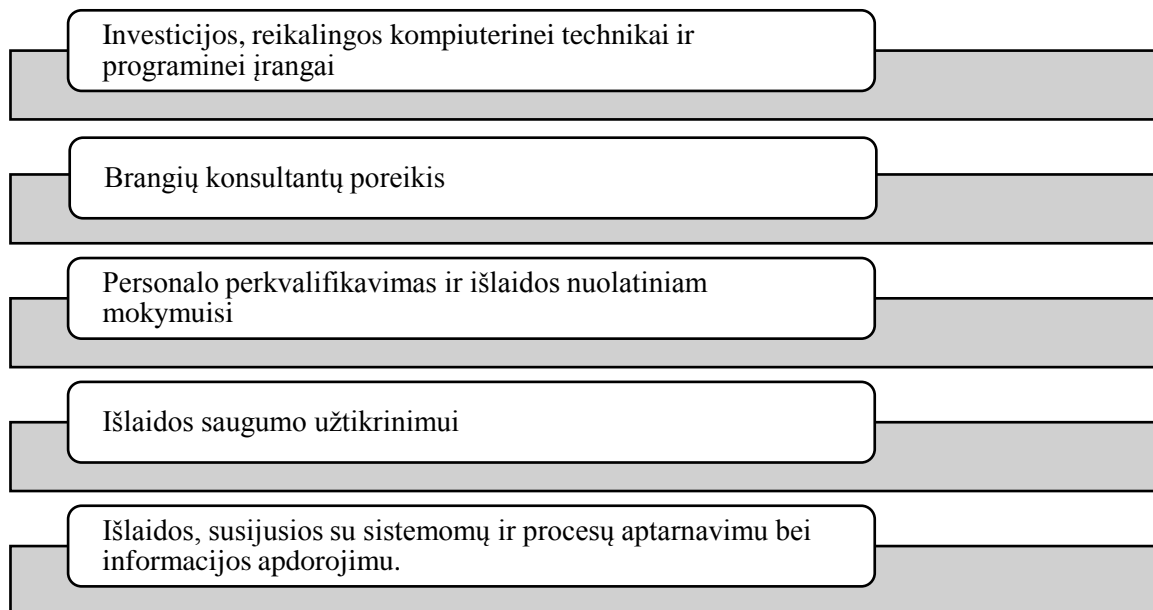 Investicijos, reikalingos kompiuterinei technikai ir
programinei įrangai
Brangių konsultantų poreikis
Personalo perkvalifikavimas ir išlaidos nuolatiniam
mokymuisi
Išlaidos saugumo užtikrinimui
Išlaidos, susijusios su sistemomų ir procesų aptarnavimu bei
informacijos apdorojimu.